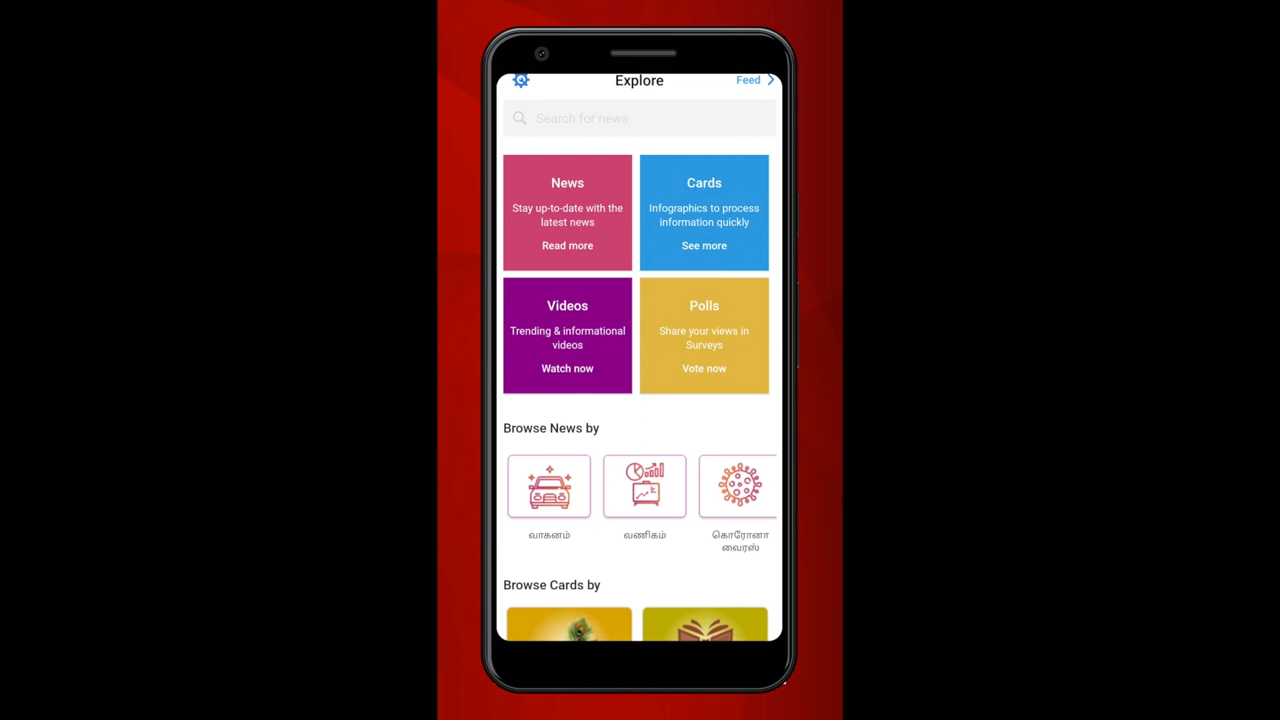 Explore
Feed
Search for news
News
Stay up-to-date with the
latest news
Read more
Cards
Infographics to process
information quickly
See more
Videos
Trending & informational
videos
Watch now
Polls
Share your views in
Surveys
Vote now
Browse News by
வாகனம்
வணிகம்
கொரோனா
வைரஸ்
Browse Cards by